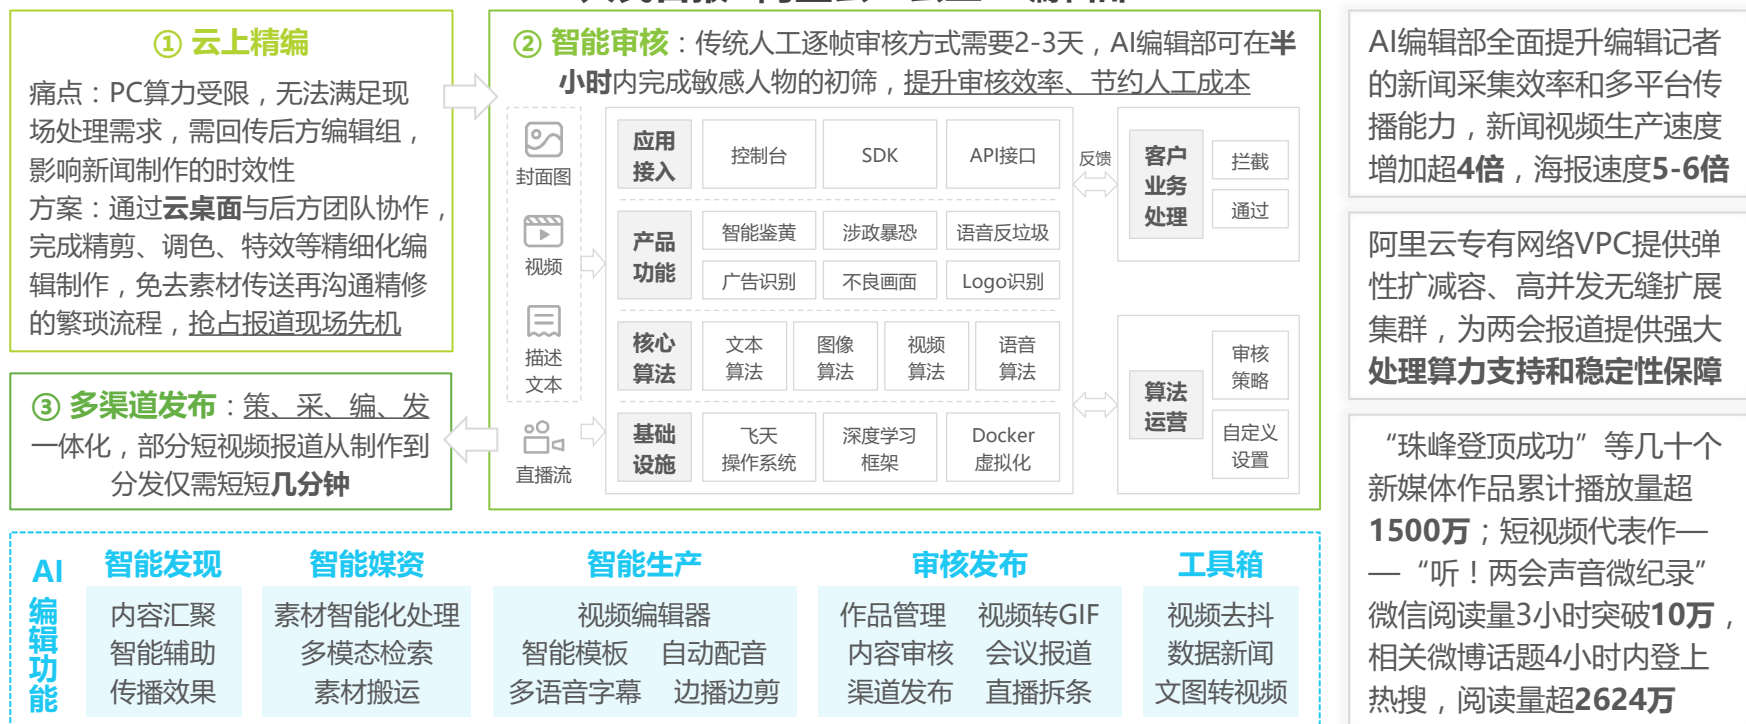 ① 云上精编
痛点：PC算力受限，无法满足现
场处理需求，需回传后方编辑组，
影响新闻制作的时效性
方案：通过云桌面与后方团队协作，
完成精剪、调色、特效等精细化编
辑制作，免去素材传送再沟通精修
的繁琐流程，抢占报道现场先机
② 智能审核：传统人工逐帧审核方式需要2-3天，AI编辑部可在半
小时内完成敏感人物的初筛，提升审核效率、节约人工成本
封面图
视频
描述
文本
直播流
应用
接入
控制台
SDK
API接口
产品
功能
智能鉴黄
涉政暴恐
语音反垃圾
广告识别
不良画面
Logo识别
核心
算法
文本
算法
图像
算法
视频
算法
语音
算法
基础
设施
飞天
操作系统
深度学习
框架
Docker
虚拟化
反馈
客户
业务
处理
拦截
通过
算法
运营
审核
策略
自定义
设置
③ 多渠道发布：策、采、编、发
一体化，部分短视频报道从制作到
分发仅需短短几分钟
AI
编
辑
功
能
智能发现
内容汇聚
智能辅助
传播效果
智能媒资
素材智能化处理
多模态检索
素材搬运
智能生产
视频编辑器
智能模板 自动配音
多语音字幕 边播边剪
审核发布
作品管理 视频转GIF
内容审核 会议报道
渠道发布 直播拆条
工具箱
视频去抖
数据新闻
文图转视频
AI编辑部全面提升编辑记者
的新闻采集效率和多平台传
播能力，新闻视频生产速度
增加超4倍，海报速度5-6倍
阿里云专有网络VPC提供弹
性扩减容、高并发无缝扩展
集群，为两会报道提供强大
处理算力支持和稳定性保障
“珠峰登顶成功”等几十个
新媒体作品累计播放量超
1500万；短视频代表作—
—“听！两会声音微纪录”
微信阅读量3小时突破10万，
相关微博话题4小时内登上
热搜，阅读量超2624万